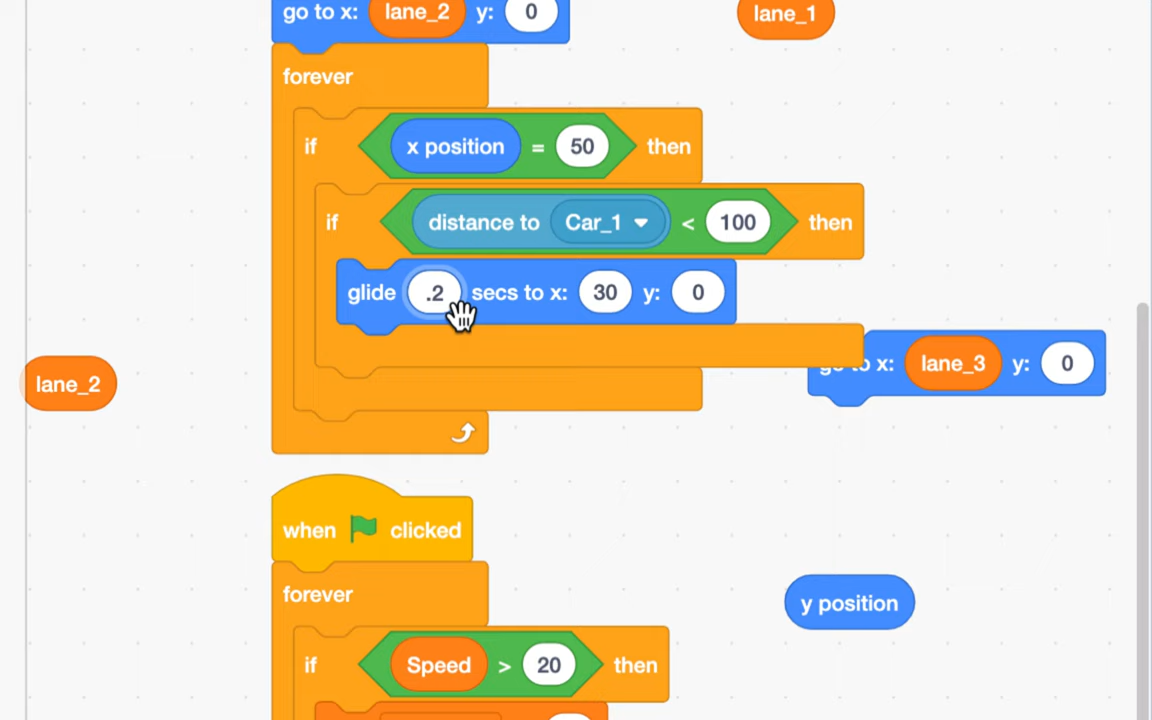 go to x: lane_2 y: 0
lane_1
forever
if x position = 50 then
if distance to Car_1 < 100 then
glide .2 secs to x: 30 y: 0
go to x: lane_3 y: 0
lane_2
when clicked
forever
y position
if Speed > 20 then